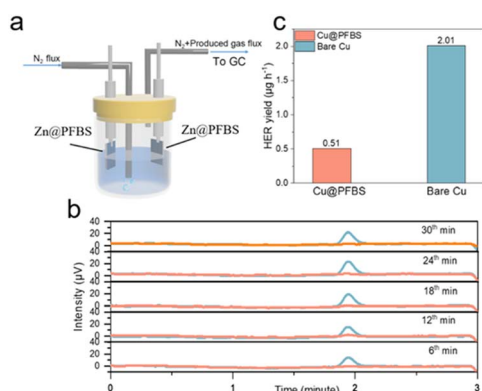 a
N₂ flux
N₂+Produced gas flux
To GC
Zn@PFBS
Zn@PFBS
c
Cu@PFBS
Bare Cu
HER yield (μg h⁻¹)
2.0
1.5
1.0
0.5
0.0
0.51
2.01
Cu@PFBS
Bare Cu
b
Intensity (μV)
40
20
0
30th min
40
20
0
24th min
40
20
0
18th min
40
20
0
12th min
40
20
0
6th min
0
1
2
3
Time (minute)